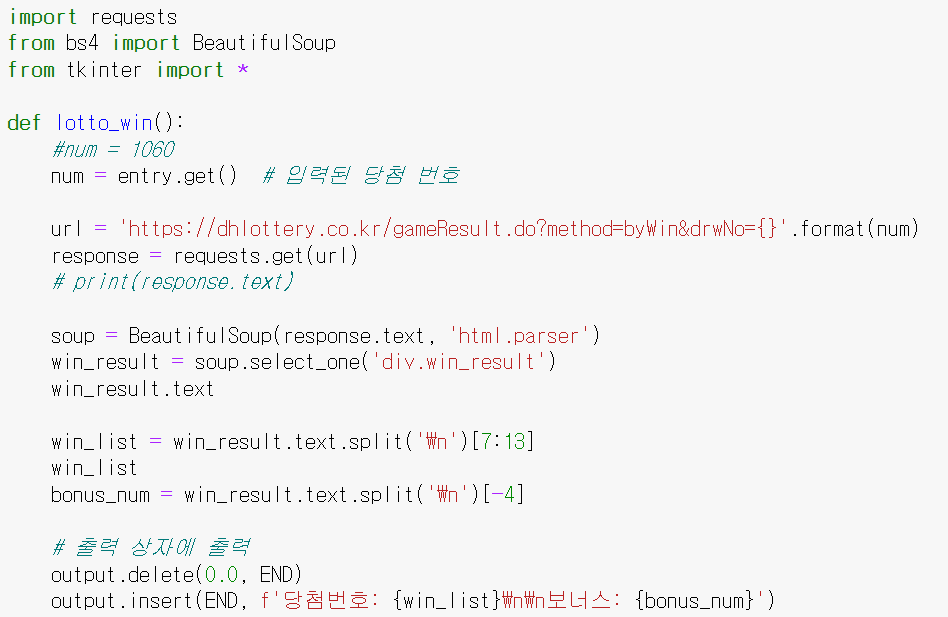 import requests
from bs4 import BeautifulSoup
from tkinter import *

def lotto_win():
    #num = 1060
    num = entry.get()  # 입력된 당첨 번호

    url = 'https://dhlottery.co.kr/gameResult.do?method=byWin&drwNo={}'.format(num)
    response = requests.get(url)
    # print(response.text)

    soup = BeautifulSoup(response.text, 'html.parser')
    win_result = soup.select_one('div.win_result')
    win_result.text

    win_list = win_result.text.split('₩n')[7:13]
    win_list
    bonus_num = win_result.text.split('₩n')[-4]

    # 출력 상자에 출력
    output.delete(0.0, END)
    output.insert(END, f'당첨번호: {win_list}₩n₩n보너스: {bonus_num}')